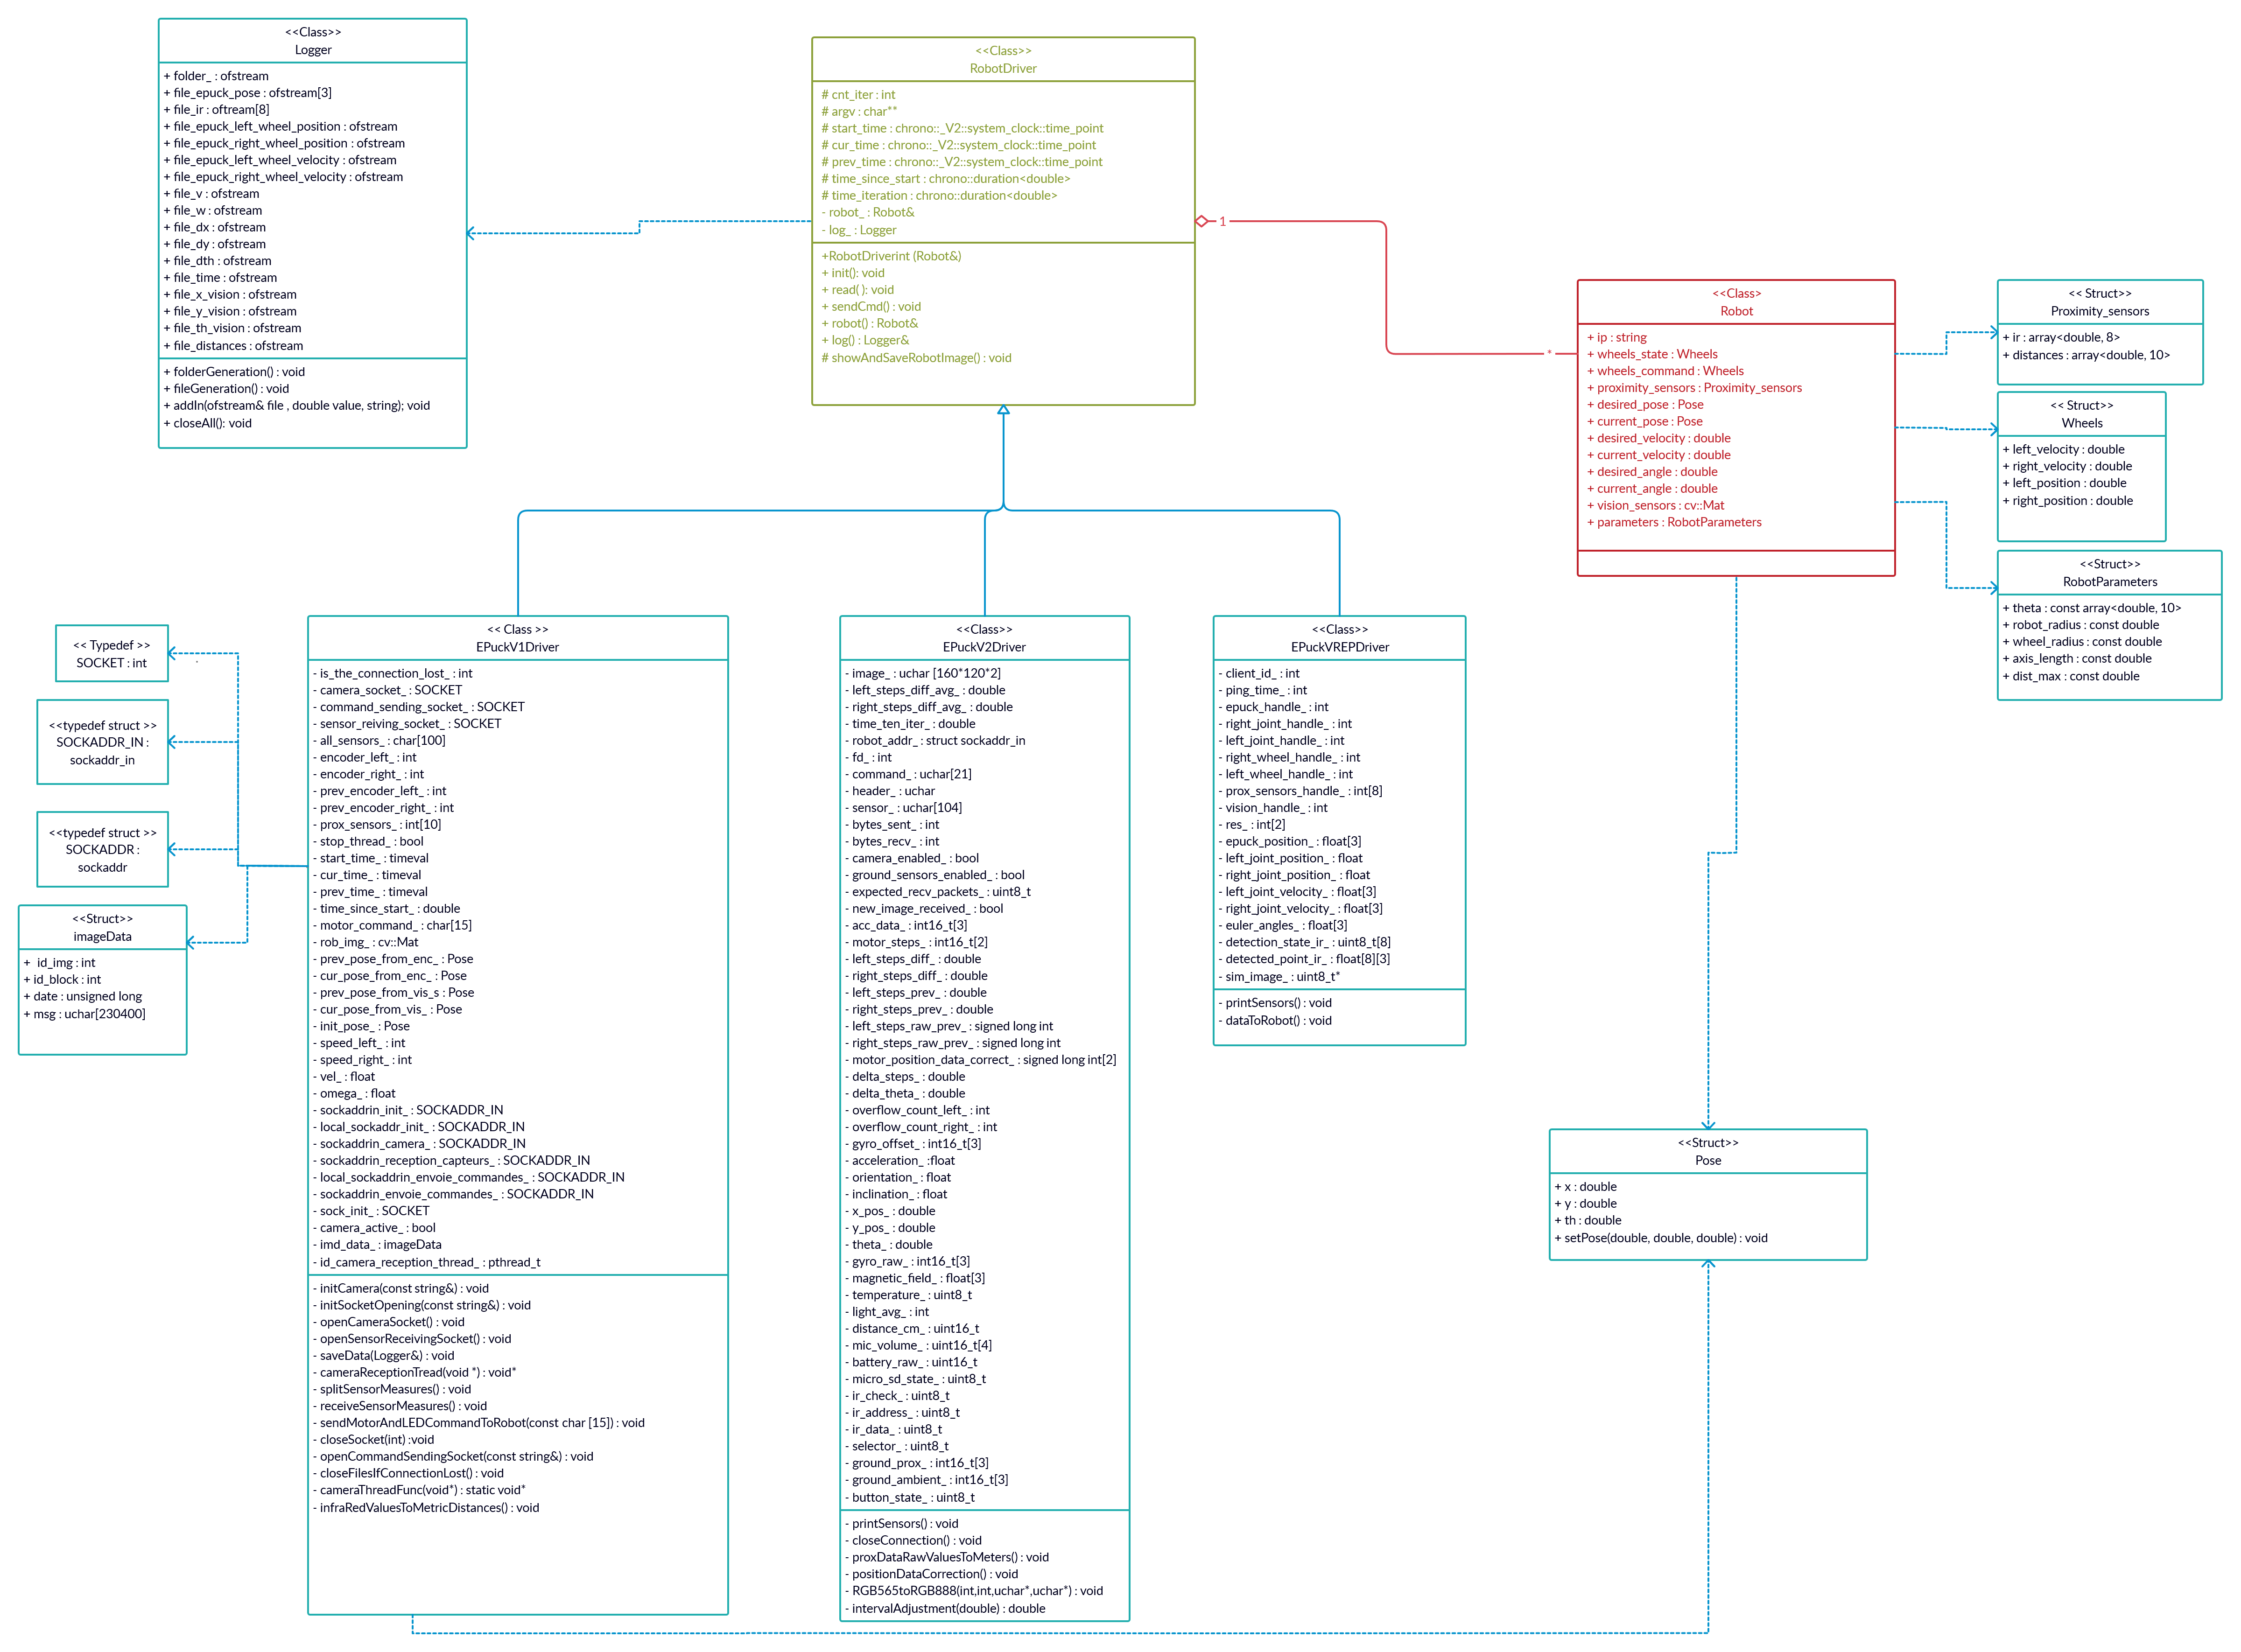 <<Class>>
Logger
+ folder_ : ofstream
+ file_epuck_pose : ofstream[3]
+ file_ir : oftream[8]
+ file_epuck_left_wheel_position : ofstream
+ file_epuck_right_wheel_position : ofstream
+ file_epuck_left_wheel_velocity : ofstream
+ file_epuck_right_wheel_velocity : ofstream
+ file_v : ofstream
+ file_w : ofstream
+ file_dx : ofstream
+ file_dy : ofstream
+ file_dth : ofstream
+ file_time : ofstream
+ file_x_vision : ofstream
+ file_y_vision : ofstream
+ file_th_vision : ofstream
+ file_distances : ofstream
+ folderGeneration() : void
+ fileGeneration() : void
+ addIn(ofstream& file , double value, string); void
+ closeAll(): void
<<Class>>
RobotDriver
# cnt_iter : int
# argv : char**
# start_time : chrono::_V2::system_clock::time_point
# cur_time : chrono::_V2::system_clock::time_point
# prev_time : chrono::_V2::system_clock::time_point
# time_since_start : chrono::duration<double>
# time_iteration : chrono::duration<double>
- robot_ : Robot&
- log_ : Logger
+RobotDriverint (Robot&)
+ init(): void
+ read( ): void
+ sendCmd() : void
+ robot() : Robot&
+ log() : Logger&
# showAndSaveRobotImage() : void
1
*
<<Class>
Robot
+ ip : string
+ wheels_state : Wheels
+ wheels_command : Wheels
+ proximity_sensors : Proximity_sensors
+ desired_pose : Pose
+ current_pose : Pose
+ desired_velocity : double
+ current_velocity : double
+ desired_angle : double
+ current_angle : double
+ vision_sensors : cv::Mat
+ parameters : RobotParameters
<< Struct>>
Proximity_sensors
+ ir : array<double, 8>
+ distances : array<double, 10>
<< Struct>>
Wheels
+ left_velocity : double
+ right_velocity : double
+ left_position : double
+ right_position : double
<<Struct>>
RobotParameters
+ theta : const array<double, 10>
+ robot_radius : const double
+ wheel_radius : const double
+ axis_length : const double
+ dist_max : const double
<< Typedef >>
SOCKET : int
<<typedef struct >>
SOCKADDR_IN :
sockaddr_in
<<typedef struct >>
SOCKADDR :
sockaddr
<<Struct>>
imageData
+ id_img : int
+ id_block : int
+ date : unsigned long
+ msg : uchar[230400]
<< Class >>
EPuckV1Driver
- is_the_connection_lost_ : int
- camera_socket_ : SOCKET
- command_sending_socket_ : SOCKET
- sensor_reiving_socket_ : SOCKET
- all_sensors_ : char[100]
- encoder_left_ : int
- encoder_right_ : int
- prev_encoder_left_ : int
- prev_encoder_right_ : int
- prox_sensors_ : int[10]
- stop_thread_ : bool
- start_time_ : timeval
- cur_time_ : timeval
- prev_time_ : timeval
- time_since_start_ : double
- motor_command_ : char[15]
- rob_img_ : cv::Mat
- prev_pose_from_enc_ : Pose
- cur_pose_from_enc_ : Pose
- prev_pose_from_vis_s : Pose
- cur_pose_from_vis_ : Pose
- init_pose_ : Pose
- speed_left_ : int
- speed_right_ : int
- vel_ : float
- omega_ : float
- sockaddrin_init_ : SOCKADDR_IN
- local_sockaddr_init_ : SOCKADDR_IN
- sockaddrin_camera_ : SOCKADDR_IN
- sockaddrin_reception_capteurs_ : SOCKADDR_IN
- local_sockaddrin_envoie_commandes_ : SOCKADDR_IN
- sockaddrin_envoie_commandes_ : SOCKADDR_IN
- sock_init_ : SOCKET
- camera_active_ : bool
- imd_data_ : imageData
- id_camera_reception_thread_ : pthread_t
- initCamera(const string&) : void
- initSocketOpening(const string&) : void
- openCameraSocket() : void
- openSensorReceivingSocket() : void
- saveData(Logger&) : void
- cameraReceptionTread(void *) : void*
- splitSensorMeasures() : void
- receiveSensorMeasures() : void
- sendMotorAndLEDCommandToRobot(const char [15]) : void
- closeSocket(int) :void
- openCommandSendingSocket(const string&) : void
- closeFilesIfConnectionLost() : void
- cameraThreadFunc(void*) : static void*
- infraRedValuesToMetricDistances() : void
<<Class>>
EPuckV2Driver
- image_ : uchar [160*120*2]
- left_steps_diff_avg_ : double
- right_steps_diff_avg_ : double
- time_ten_iter_ : double
- robot_addr_ : struct sockaddr_in
- fd_ : int
- command_ : uchar[21]
- header_ : uchar
- sensor_ : uchar[104]
- bytes_sent_ : int
- bytes_recv_ : int
- camera_enabled_ : bool
- ground_sensors_enabled_ : bool
- expected_recv_packets_ : uint8_t
- new_image_received_ : bool
- acc_data_ : int16_t[3]
- motor_steps_ : int16_t[2]
- left_steps_diff_ : double
- right_steps_diff_ : double
- left_steps_prev_ : double
- right_steps_prev_ : double
- left_steps_raw_prev_ : signed long int
- right_steps_raw_prev_ : signed long int
- motor_position_data_correct_ : signed long int[2]
- delta_steps_ : double
- delta_theta_ : double
- overflow_count_left_ : int
- overflow_count_right_ : int
- gyro_offset_ : int16_t[3]
- acceleration_ :float
- orientation_ : float
- inclination_ : float
- x_pos_ : double
- y_pos_ : double
- theta_ : double
- gyro_raw_ : int16_t[3]
- magnetic_field_ : float[3]
- temperature_ : uint8_t
- light_avg_ : int
- distance_cm_ : uint16_t
- mic_volume_ : uint16_t[4]
- battery_raw_ : uint16_t
- micro_sd_state_ : uint8_t
- ir_check_ : uint8_t
- ir_address_ : uint8_t
- ir_data_ : uint8_t
- selector_ : uint8_t
- ground_prox_ : int16_t[3]
- ground_ambient_ : int16_t[3]
- button_state_ : uint8_t
- printSensors() : void
- closeConnection() : void
- proxDataRawValuesToMeters() : void
- positionDataCorrection() : void
- RGB565toRGB888(int,int,uchar*,uchar*) : void
- intervalAdjustment(double) : double
<<Class>>
EPuckVREPDriver
- client_id_ : int
- ping_time_ : int
- epuck_handle_ : int
- right_joint_handle_ : int
- left_joint_handle_ : int
- right_wheel_handle_ : int
- left_wheel_handle_ : int
- prox_sensors_handle_ : int[8]
- vision_handle_ : int
- res_ : int[2]
- epuck_position_ : float[3]
- left_joint_position_ : float
- right_joint_position_ : float
- left_joint_velocity_ : float[3]
- right_joint_velocity_ : float[3]
- euler_angles_ : float[3]
- detection_state_ir_ : uint8_t[8]
- detected_point_ir_ : float[8][3]
- sim_image_ : uint8_t*
- printSensors() : void
- dataToRobot() : void
<<Struct>>
Pose
+ x : double
+ y : double
+ th : double
+ setPose(double, double, double) : void